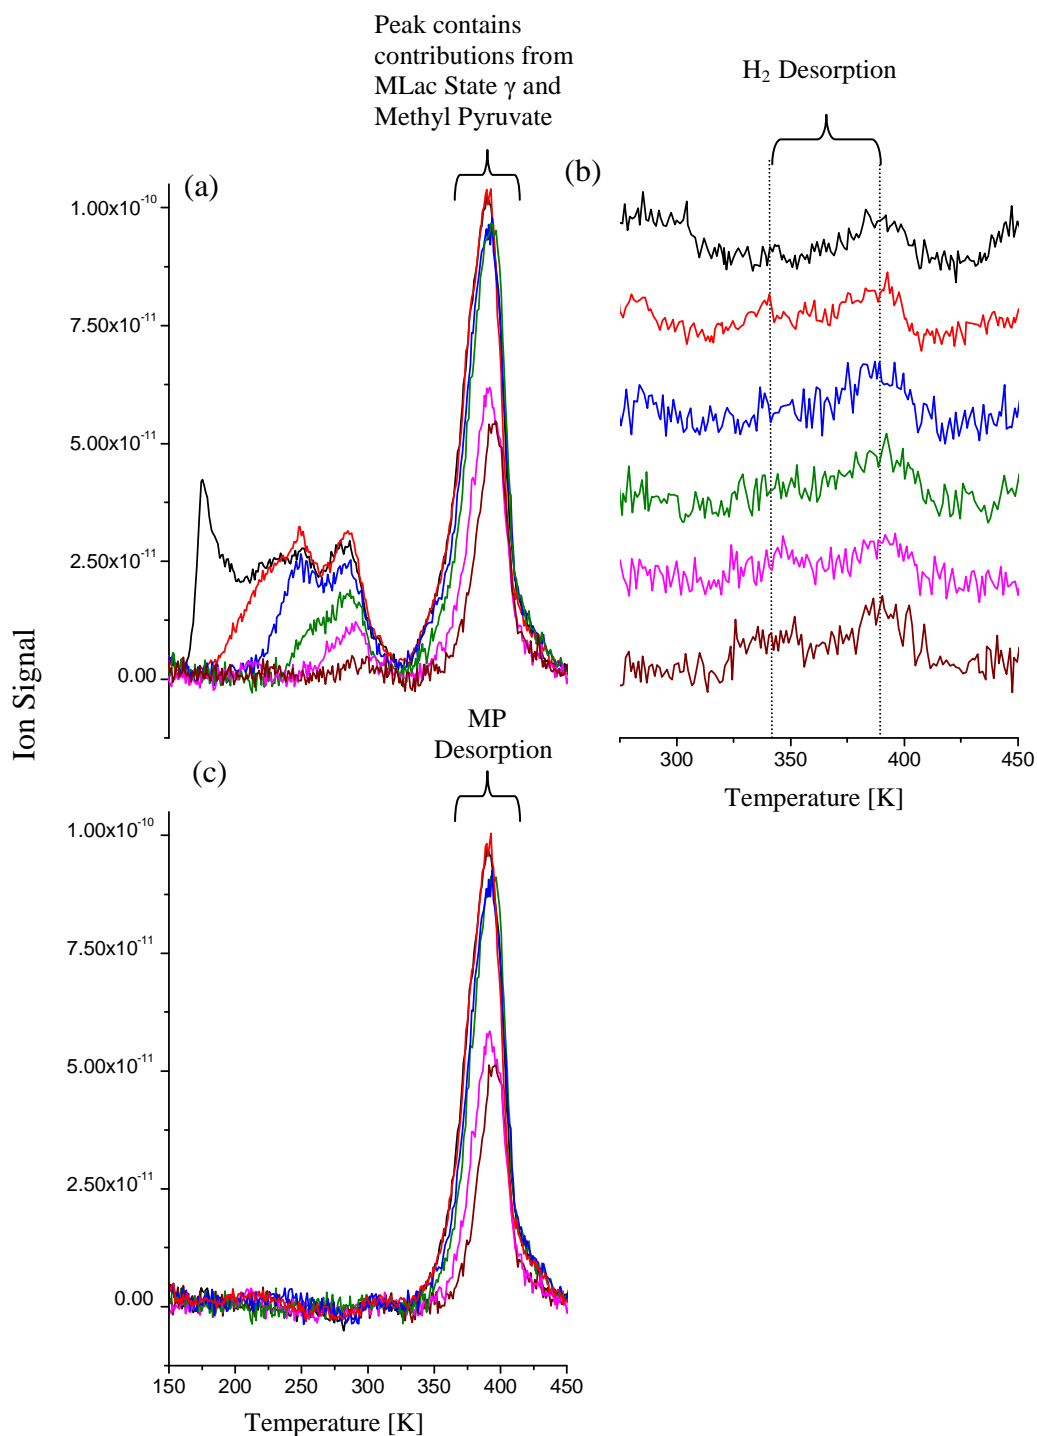 Peak contains
contributions from
MLac State γ and
Methyl Pyruvate
H₂ Desorption
(a)
(b)
1.00x10⁻¹⁰
7.50x10⁻¹¹
5.00x10⁻¹¹
2.50x10⁻¹¹
0.00
Ion Signal
300 350 400 450
Temperature [K]
MP
Desorption
(c)
1.00x10⁻¹⁰
7.50x10⁻¹¹
5.00x10⁻¹¹
2.50x10⁻¹¹
0.00
150 200 250 300 350 400 450
Temperature [K]